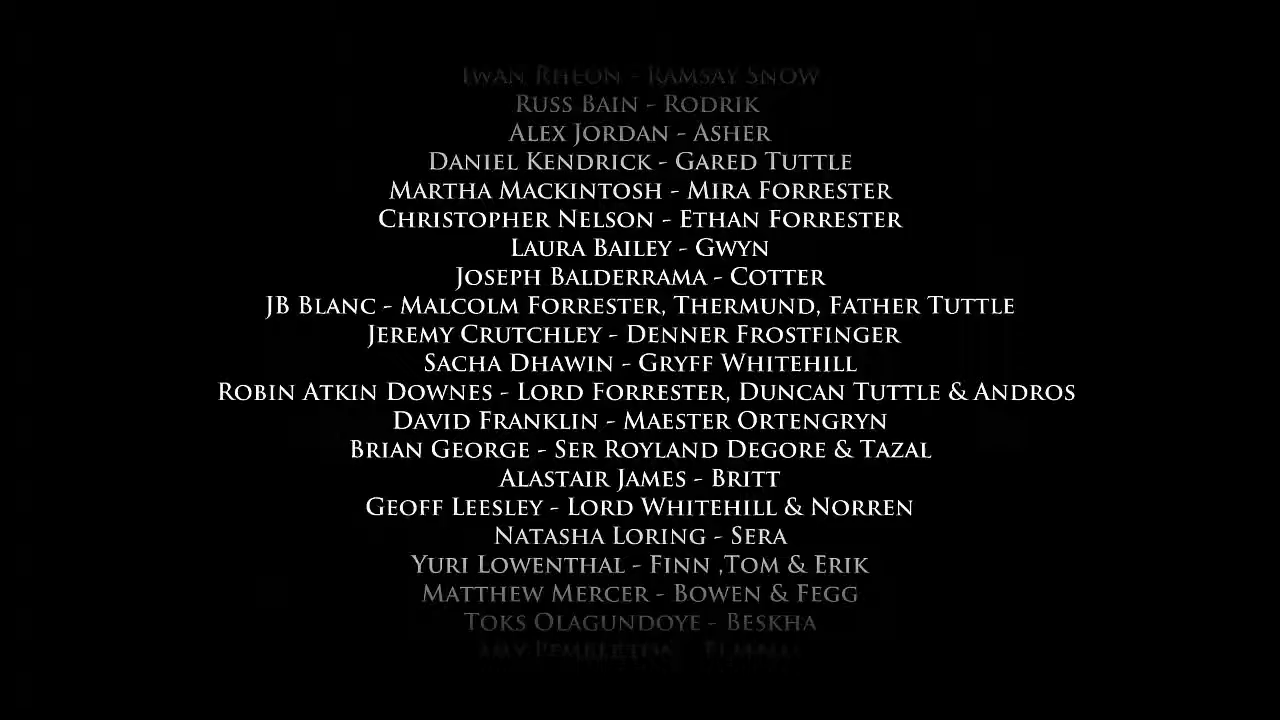 Iwan Rheon - Ramsay Snow
Russ Bain - Rodrik
Alex Jordan - Asher
Daniel Kendrick - Gared Tuttle
Martha Mackintosh - Mira Forrester
Christopher Nelson - Ethan Forrester
Laura Bailey - Gwyn
Joseph Balderrama - Cotter
JB Blanc - Malcolm Forrester, Thermund, Father Tuttle
Jeremy Crutchley - Denner Frostfinger
Sacha Dhawin - Gryff Whitehill
Robin Atkin Downes - Lord Forrester, Duncan Tuttle & Andros
David Franklin - Maester Ortengryn
Brian George - Ser Royland Degore & Tazal
Alastair James - Britt
Geoff Leesley - Lord Whitehill & Norren
Natasha Loring - Sera
Yuri Lowenthal - Finn ,Tom & Erik
Matthew Mercer - Bowen & Fegg
Toks Olagundoye - Beskha